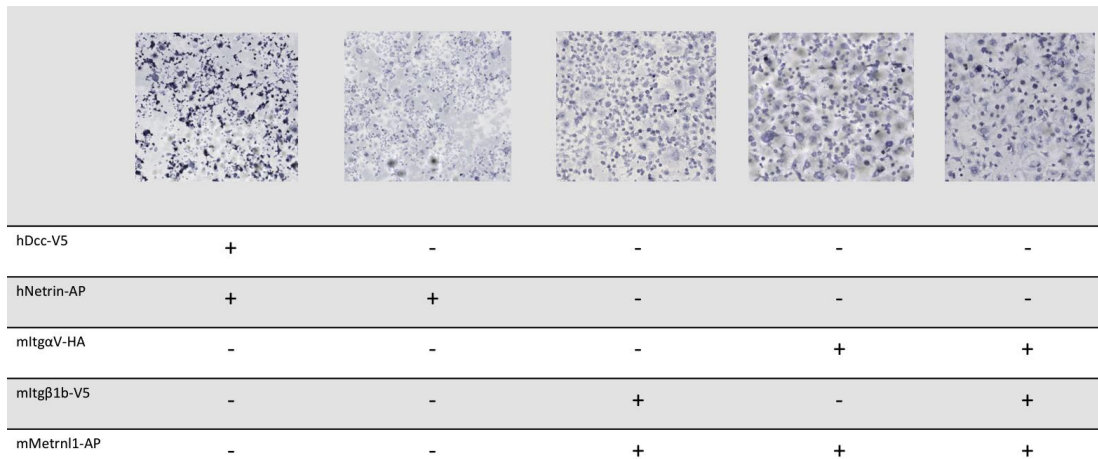 hDcc-V5 + - - - -
hNetrin-AP + + - - -
mItgαV-HA - - - + +
mItgβ1b-V5 - - + - +
mMetrnl1-AP - - + + +